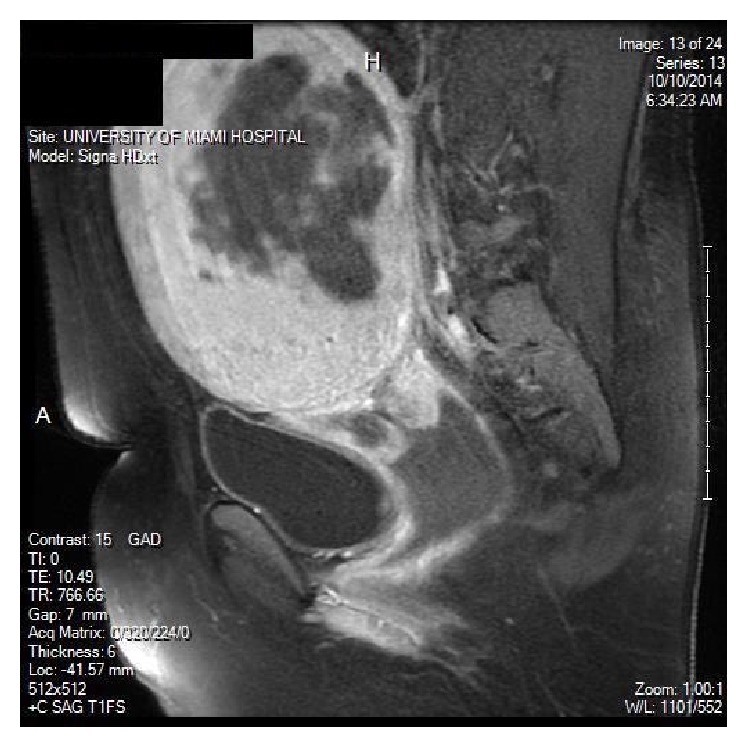 H
Image: 13 of 24
Series: 13
10/10/2014
6:34:23 AM
Site: UNIVERSITY OF MIAMI HOSPITAL
Model: Signa HDxt
A
Contrast: 15 GAD
TI: 0
TE: 10.49
TR: 766.66
Gap: 7 mm
Acq Matrix: 0/320/224/0
Thickness: 6
Loc: -41.57 mm
512x512
+C SAG T1FS
Zoom: 1.00:1
W/L: 1101/552